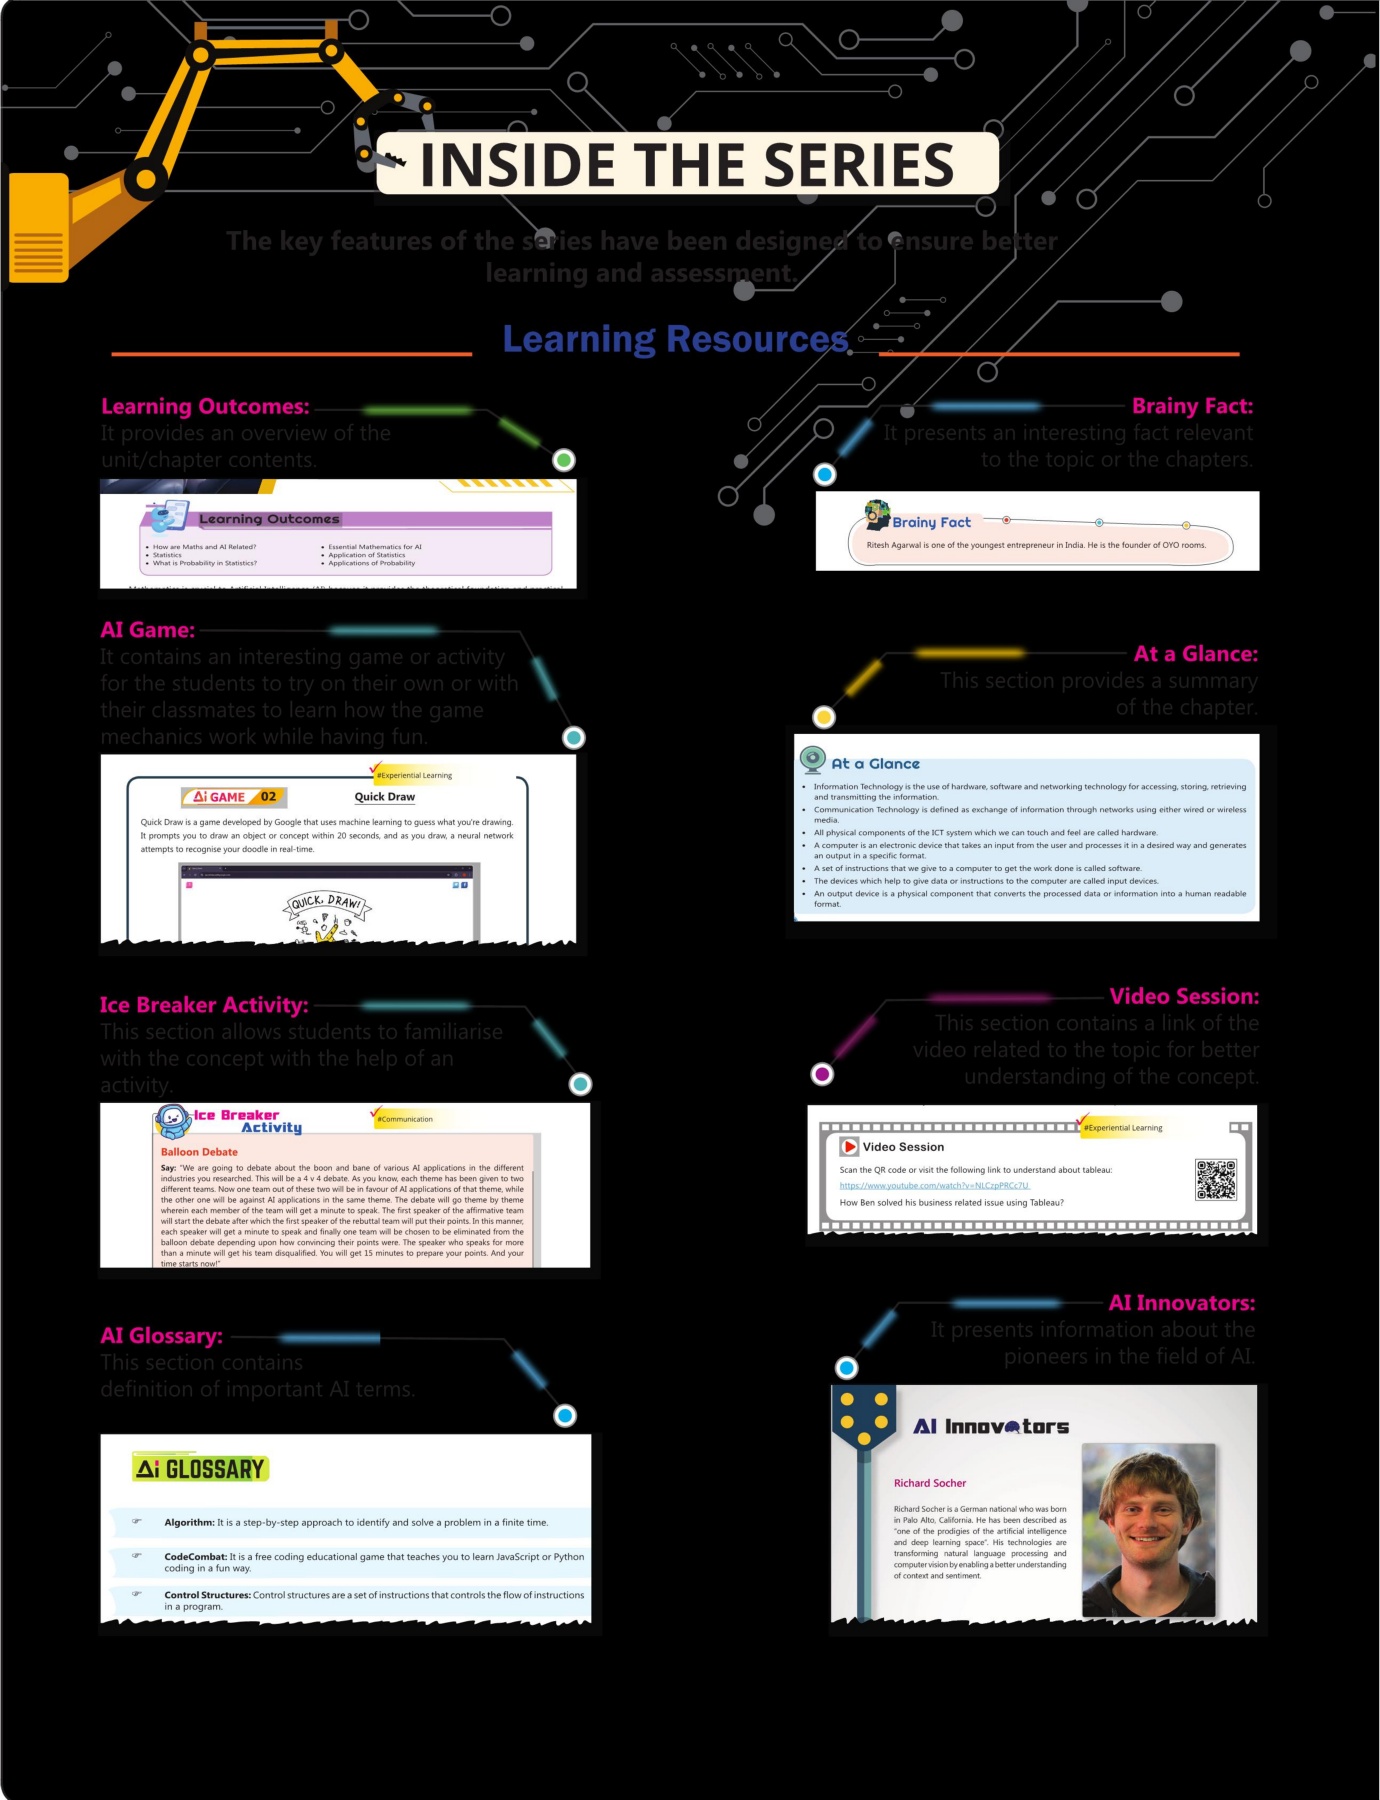 INSIDE THE SERIES
The key features of the series have been designed to ensure better
learning and assessment.
Learning Resources
Learning Outcomes:
It provides an overview of the
unit/chapter contents.
Learning Outcomes
• How are Maths and AI Related?
• Statistics
• What is Probability in Statistics?
• Essential Mathematics for AI
• Application of Statistics
• Applications of Probability
AI Game:
It contains an interesting game or activity
for the students to try on their own or with
their classmates to learn how the game
mechanics work while having fun.
#Experiential Learning
Ai GAME 02
Quick Draw
Quick Draw is a game developed by Google that uses machine learning to guess what you're drawing.
It prompts you to draw an object or concept within 20 seconds, and as you draw, a neural network
attempts to recognise your doodle in real-time.
QUICK, DRAW!
Ice Breaker Activity:
This section allows students to familiarise
with the concept with the help of an
activity.
Ice Breaker
Activity
#Communication
Balloon Debate
Say: "We are going to debate about the boon and bane of various AI applications in the different
industries you researched. This will be a 4 v 4 debate. As you know, each theme has been given to two
different teams. Now one team out of these two will be in favour of AI applications of that theme, while
the other one will be against AI applications in the same theme. The debate will go theme by theme
wherein each member of the team will get a minute to speak. The first speaker of the affirmative team
will start the debate after which the first speaker of the rebuttal team will put their points. In this manner,
each speaker will get a minute to speak and finally one team will be chosen to be eliminated from the
balloon debate depending upon how convincing their points were. The speaker who speaks for more
than a minute will get his team disqualified. You will get 15 minutes to prepare your points. And your
time starts now!"
AI Glossary:
This section contains
definition of important AI terms.
Ai GLOSSARY
Algorithm: It is a step-by-step approach to identify and solve a problem in a finite time.
CodeCombat: It is a free coding educational game that teaches you to learn JavaScript or Python
coding in a fun way.
Control Structures: Control structures are a set of instructions that controls the flow of instructions
in a program.
Brainy Fact:
It presents an interesting fact relevant
to the topic or the chapters.
Brainy Fact
Ritesh Agarwal is one of the youngest entrepreneur in India. He is the founder of OYO rooms.
At a Glance:
This section provides a summary
of the chapter.
At a Glance
• Information Technology is the use of hardware, software and networking technology for accessing, storing, retrieving
and transmitting the information.
• Communication Technology is defined as exchange of information through networks using either wired or wireless
media.
• All physical components of the ICT system which we can touch and feel are called hardware.
• A computer is an electronic device that takes an input from the user and processes it in a desired way and generates
an output in a specific format.
• A set of instructions that we give to a computer to get the work done is called software.
• The devices which help to give data or instructions to the computer are called input devices.
• An output device is a physical component that converts the processed data or information into a human readable
format.
Video Session:
This section contains a link of the
video related to the topic for better
understanding of the concept.
#Experiential Learning
Video Session
Scan the QR code or visit the following link to understand about tableau:
https://www.youtube.com/watch?v=NLCzpPRCc7U
How Ben solved his business related issue using Tableau?
AI Innovators:
It presents information about the
pioneers in the field of AI.
AI Innovators
Richard Socher
Richard Socher is a German national who was born
in Palo Alto, California. He has been described as
"one of the prodigies of the artificial intelligence
and deep learning space". His technologies are
transforming natural language processing and
computer vision by enabling a better understanding
of context and sentiment.